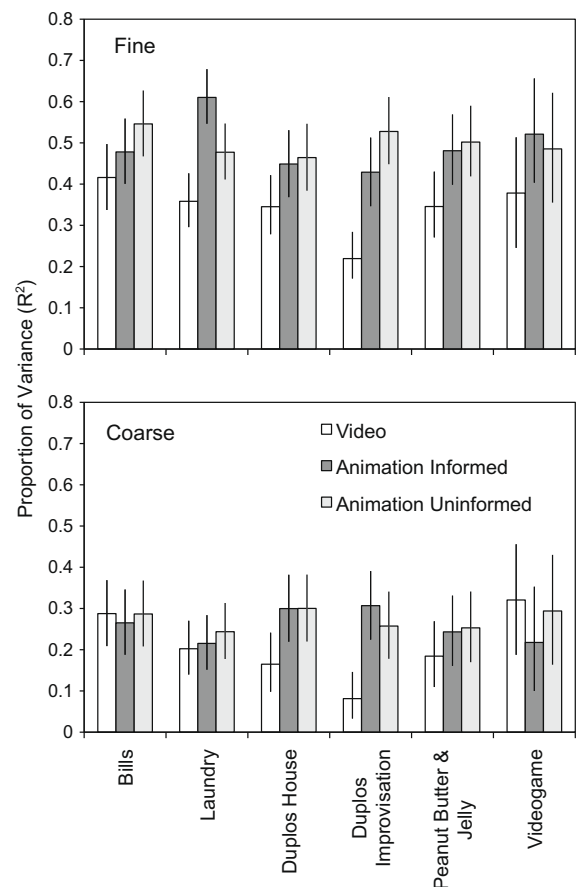 Proportion of Variance (R²)
0.8
0.7
0.6
0.5
0.4
0.3
0.2
0.1
0
Fine
0.8
0.7
0.6
0.5
0.4
0.3
0.2
0.1
0
Coarse
Video
Animation Informed
Animation Uninformed
Bills
Laundry
Duplos House
Duplos
Improvisation
Peanut Butter &
Jelly
Videogame